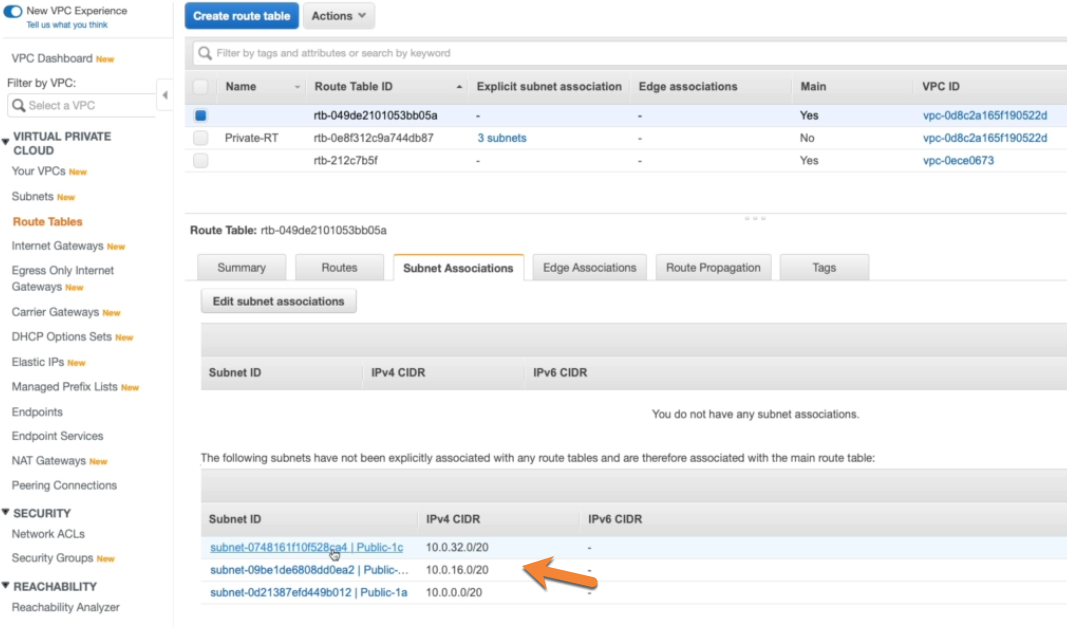 New VPC Experience
Tell us what you think
VPC Dashboard New
Filter by VPC:
Select a VPC
VIRTUAL PRIVATE
CLOUD
Your VPCs New
Subnets New
Route Tables
Internet Gateways New
Egress Only Internet
Gateways New
Carrier Gateways New
DHCP Options Sets New
Elastic IPs New
Managed Prefix Lists New
Endpoints
Endpoint Services
NAT Gateways New
Peering Connections
SECURITY
Network ACLs
Security Groups New
REACHABILITY
Reachability Analyzer
Create route table Actions
Filter by tags and attributes or search by keyword
Name Route Table ID Explicit subnet association Edge associations Main VPC ID
rtb-049de2101053bb05a - - Yes vpc-0d8c2a165f190522d
Private-RT rtb-0e8f312c9a744db87 3 subnets - No vpc-0d8c2a165f190522d
rtb-212c7b5f - - Yes vpc-0ece0673
Route Table: rtb-049de2101053bb05a
Summary Routes Subnet Associations Edge Associations Route Propagation Tags
Edit subnet associations
Subnet ID IPv4 CIDR IPv6 CIDR
You do not have any subnet associations.
The following subnets have not been explicitly associated with any route tables and are therefore associated with the main route table:
Subnet ID IPv4 CIDR IPv6 CIDR
subnet-0748161f10f528ca4 | Public-1c 10.0.32.0/20 -
subnet-09be1de6808dd0ea2 | Public-... 10.0.16.0/20 -
subnet-0d21387efd449b012 | Public-1a 10.0.0.0/20 -